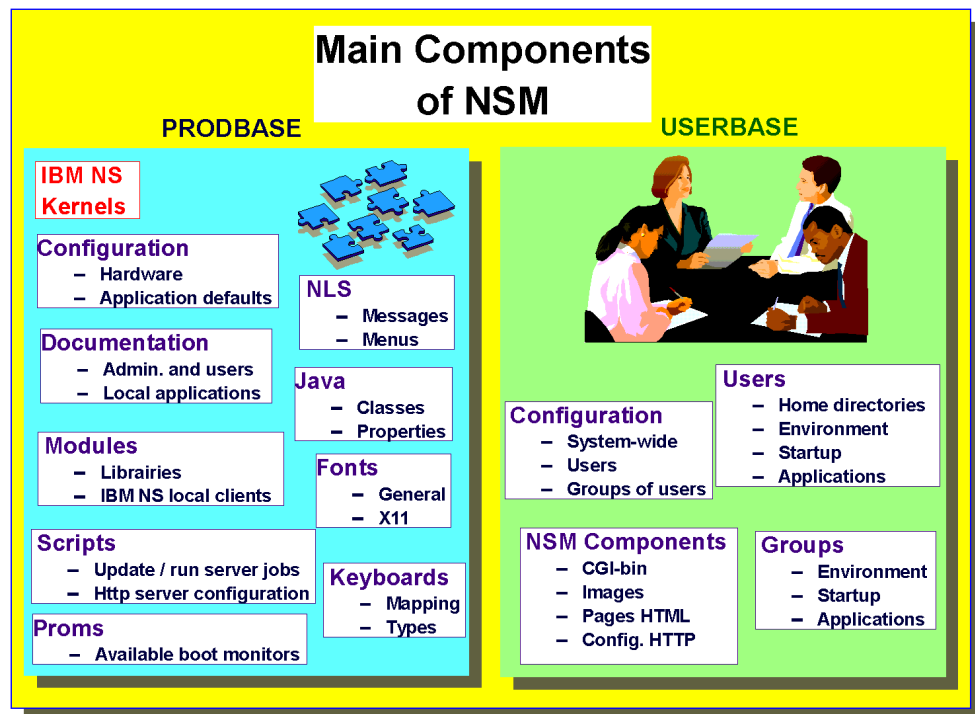 Main Components
of NSM
PRODBASE
IBM NS
Kernels
Configuration
– Hardware
– Application defaults
Documentation
– Admin. and users
– Local applications
Modules
– Librairies
– IBM NS local clients
Scripts
– Update / run server jobs
– Http server configuration
Proms
– Available boot monitors
NLS
– Messages
– Menus
Java
– Classes
– Properties
Fonts
– General
– X11
Keyboards
– Mapping
– Types
USERBASE
Configuration
– System-wide
– Users
– Groups of users
Users
– Home directories
– Environment
– Startup
– Applications
NSM Components
– CGI-bin
– Images
– Pages HTML
– Config. HTTP
Groups
– Environment
– Startup
– Applications